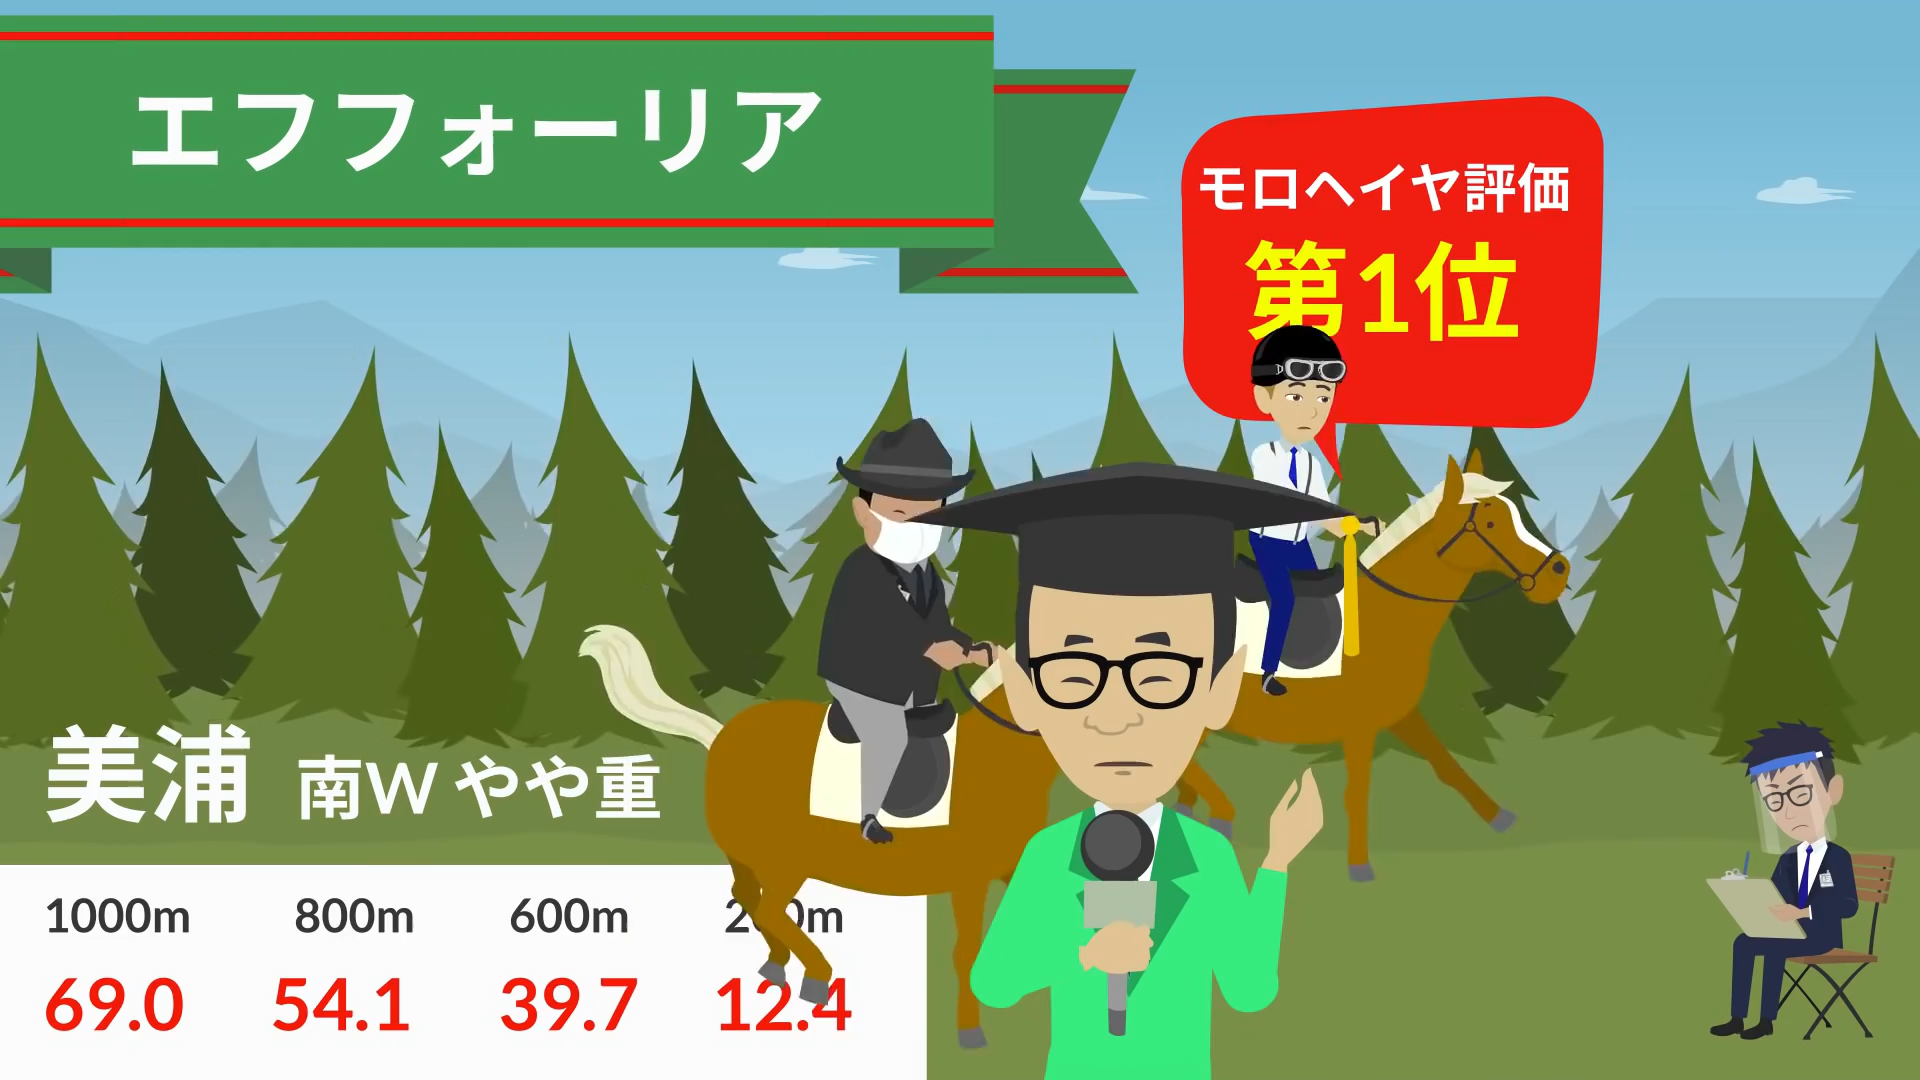 エフフォーリア
モロヘイヤ評価
第1位
美浦 南W やや重
1000m 800m 600m 200m
69.0 54.1 39.7 12.4